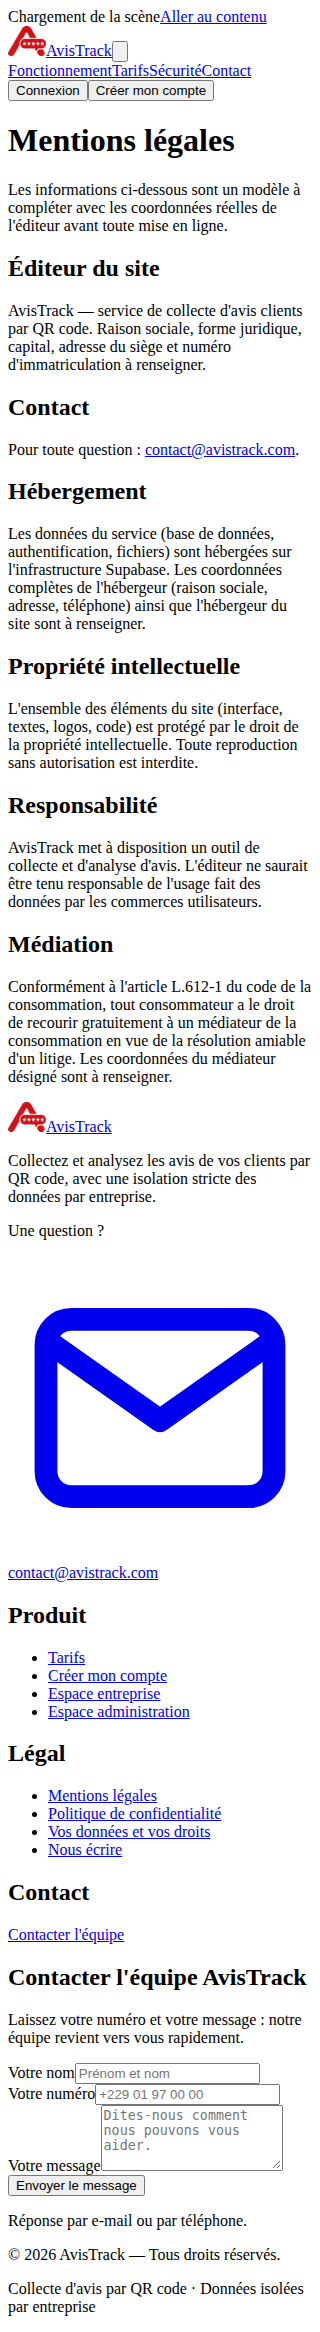 Chargement de la scèneAller au contenu
AvisTrack
FonctionnementTarifsSécuritéContact
Connexion Créer mon compte
Mentions légales
Les informations ci-dessous sont un modèle à
compléter avec les coordonnées réelles de
l'éditeur avant toute mise en ligne.
Éditeur du site
AvisTrack — service de collecte d'avis clients
par QR code. Raison sociale, forme juridique,
capital, adresse du siège et numéro
d'immatriculation à renseigner.
Contact
Pour toute question : contact@avistrack.com.
Hébergement
Les données du service (base de données,
authentification, fichiers) sont hébergées sur
l'infrastructure Supabase. Les coordonnées
complètes de l'hébergeur (raison sociale,
adresse, téléphone) ainsi que l'hébergeur du
site sont à renseigner.
Propriété intellectuelle
L'ensemble des éléments du site (interface,
textes, logos, code) est protégé par le droit de
la propriété intellectuelle. Toute reproduction
sans autorisation est interdite.
Responsabilité
AvisTrack met à disposition un outil de
collecte et d'analyse d'avis. L'éditeur ne saurait
être tenu responsable de l'usage fait des
données par les commerces utilisateurs.
Médiation
Conformément à l'article L.612-1 du code de la
consommation, tout consommateur a le droit
de recourir gratuitement à un médiateur de la
consommation en vue de la résolution amiable
d'un litige. Les coordonnées du médiateur
désigné sont à renseigner.
AvisTrack
Collectez et analysez les avis de vos clients par
QR code, avec une isolation stricte des
données par entreprise.
Une question ?
contact@avistrack.com
Produit
Tarifs
Créer mon compte
Espace entreprise
Espace administration
Légal
Mentions légales
Politique de confidentialité
Vos données et vos droits
Nous écrire
Contact
Contacter l'équipe
Contacter l'équipe AvisTrack
Laissez votre numéro et votre message : notre
équipe revient vers vous rapidement.
Votre nom Prénom et nom
Votre numéro +229 01 97 00 00
Dites-nous comment
nous pouvons vous
aider.
Votre message
Envoyer le message
Réponse par e-mail ou par téléphone.
© 2026 AvisTrack — Tous droits réservés.
Collecte d'avis par QR code · Données isolées
par entreprise